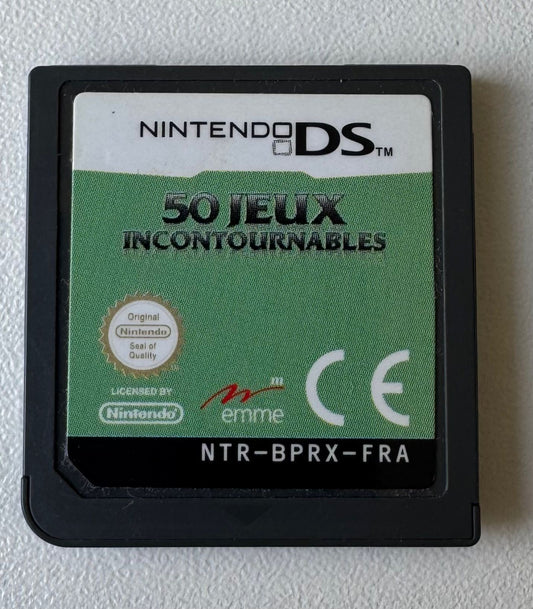 NINTENDO DS™
50 JEUX
INCONTOURNABLES
Original
Nintendo
Seal of
Quality
LICENSED BY
Nintendo®
m
emme
CE
NTR-BPRX-FRA